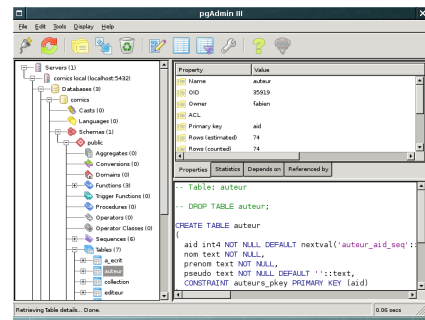 pgAdmin III
File Edit Tools Display Help
Servers (1)
comics local (localhost:5432)
Databases (3)
comics
Casts (0)
Languages (0)
Schemas (1)
public
Aggregates (0)
Conversions (0)
Domains (0)
Functions (3)
Trigger Functions (0)
Procedures (0)
Operators (0)
Operator Classes (0)
Sequences (6)
Tables (7)
a_ecrit
auteur
collection
editeur
Property Value
Name auteur
OID 35919
Owner fabien
ACL
Primary key aid
Rows (estimated) 74
Rows (counted) 74
Properties Statistics Depends on Referenced by
-- Table: auteur
-- DROP TABLE auteur;
CREATE TABLE auteur
(
aid int4 NOT NULL DEFAULT nextval('auteur_aid_seq'::
nom text NOT NULL,
prenom text NOT NULL,
pseudo text NOT NULL DEFAULT ''::text,
CONSTRAINT auteurs_pkey PRIMARY KEY (aid)
Retrieving Table details... Done. 0.06 secs